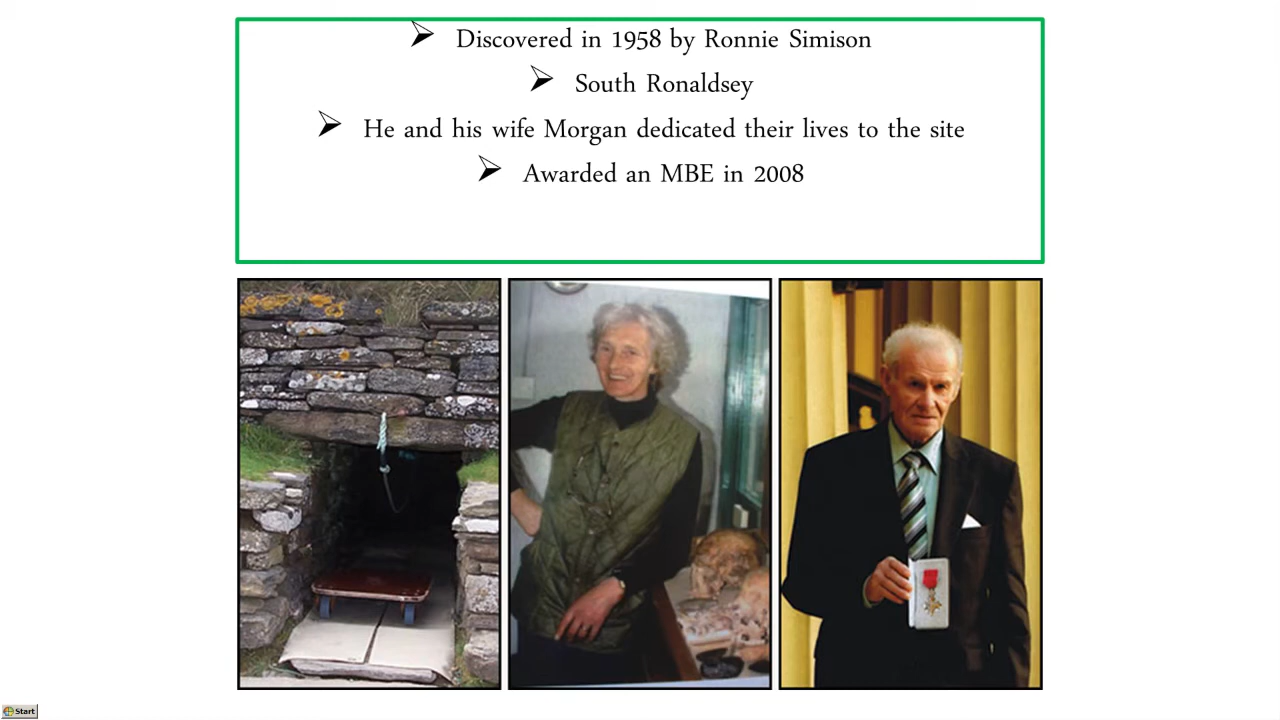 Discovered in 1958 by Ronnie Simison
South Ronaldsey
He and his wife Morgan dedicated their lives to the site
Awarded an MBE in 2008
Start